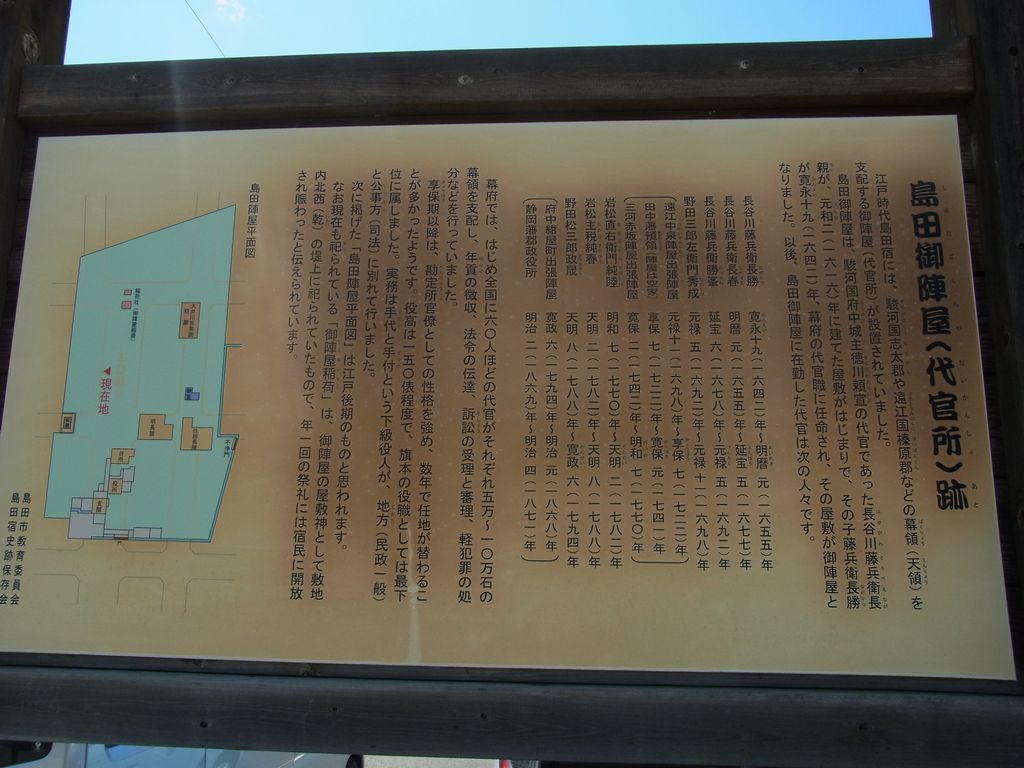 島田御陣屋(代官所)跡
江戸時代島田宿には、駿河国志太郡や遠江国榛原郡などの幕領(天領)を
支配する御陣屋(代官所)が設置されていました。
島田御陣屋は、駿河国府中城主徳川頼宣の代官であった長谷川藤兵衛長
親が、元和二(一六一六)年に建てた屋敷がはじまりで、その子藤兵衛長勝
が寛永十九(一六四二)年、幕府の代官職に任命され、その屋敷が御陣屋と
なりました。以後、島田御陣屋に在勤した代官は次の人々です。
長谷川藤兵衛長勝 寛永十九(一六四二)年〜明暦 元(一六五五)年
長谷川藤兵衛長春 明暦 元(一六五五)年〜延宝 五(一六七七)年
長谷川藤兵衛勝峯 延宝 六(一六七八)年〜元禄 五(一六九二)年
野田三郎左衛門秀成 元禄 五(一六九二)年〜元禄十一(一六九八)年
遠江中泉陣屋出張陣屋 元禄十一(一六九八)年〜享保 七(一七二二)年
田中藩預領(陣屋は空家) 享保 七(一七二二)年〜寛保 元(一七四一)年
三河赤坂陣屋出張陣屋 寛保 二(一七四二)年〜明和 七(一七七〇)年
岩松直右衛門純睦 明和 七(一七七〇)年〜天明 二(一七八二)年
岩松主税純春 天明 二(一七八二)年〜天明 八(一七八八)年
野田松三郎政晟 天明 八(一七八八)年〜寛政 六(一七九四)年
府中紺屋町出張陣屋 寛政 六(一七九四)年〜明治 元(一八六八)年
静岡藩郡政役所 明治 二(一八六九)年〜明治 四(一八七一)年
幕府では、はじめ全国に六〇人ほどの代官がそれぞれ五万〜一〇万石の
幕領を支配し、年貢の徴収、法令の伝達、訴訟の受理と審理、軽犯罪の処
分などを行っていました。
享保期以降は、勘定所官僚としての性格を強め、数年で任地が替わるこ
とが多かったようです。役高は一五〇俵程度で、旗本の役職としては最下
位に属しました。実務は手代と手付という下級役人が、地方(民政一般)
と公事方(司法)に別れて行いました。
次に掲げた「島田陣屋平面図」は江戸後期のものと思われます。
なお現在も祀られている「御陣屋稲荷」は、御陣屋の屋敷神として敷地
内北西(乾)の堤上に祀られていたもので、年一回の祭礼には宿民に開放
され賑わったと伝えられています。
島田陣屋平面図
稲荷社(御陣屋稲荷)
現在地
不浄門
役所
島田市教育委員会
島田宿史跡保存会